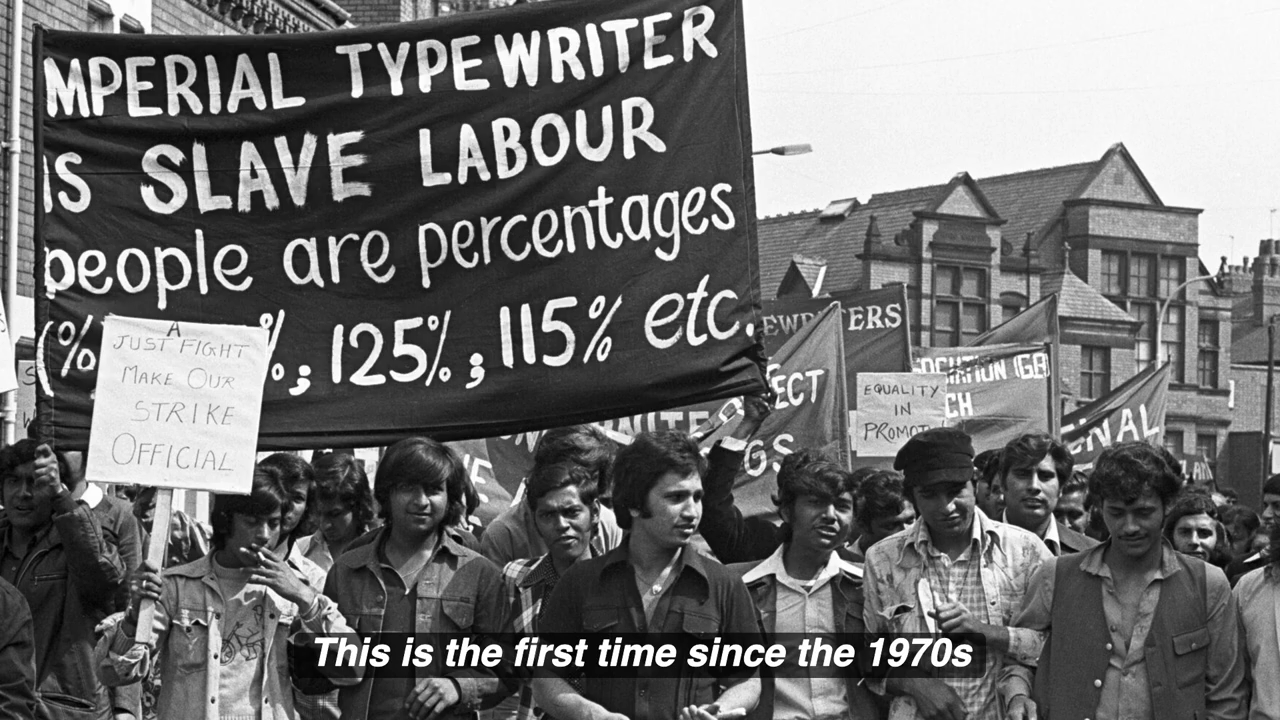 MPERIAL TYPEWRITER
IS SLAVE LABOUR
people are percentages
(% %; 125%; 115% etc.
A
JUST FIGHT
MAKE OUR
STRIKE
OFFICIAL
EWRITERS
EQUALITY
IN
PROMOT
This is the first time since the 1970s